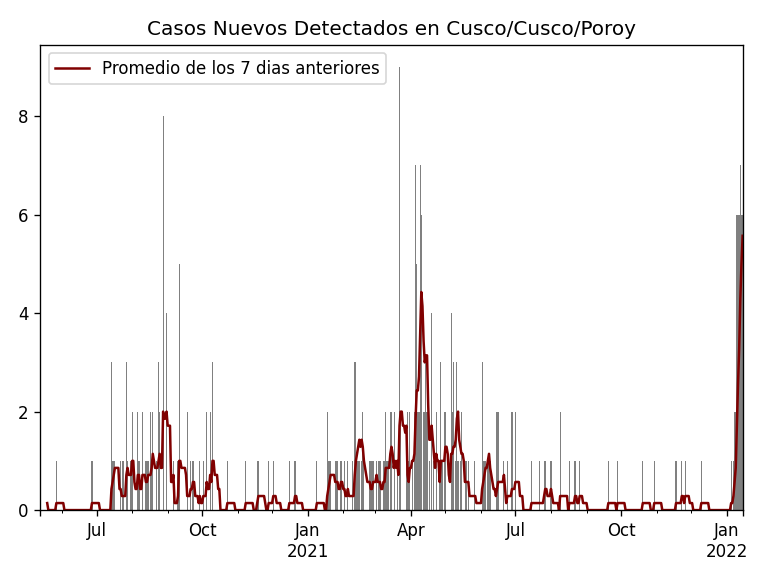 Casos Nuevos Detectados en Cusco/Cusco/Poroy
Promedio de los 7 dias anteriores
8
6
4
2
0
Jul Oct Jan Apr Jul Oct Jan
2021 2022